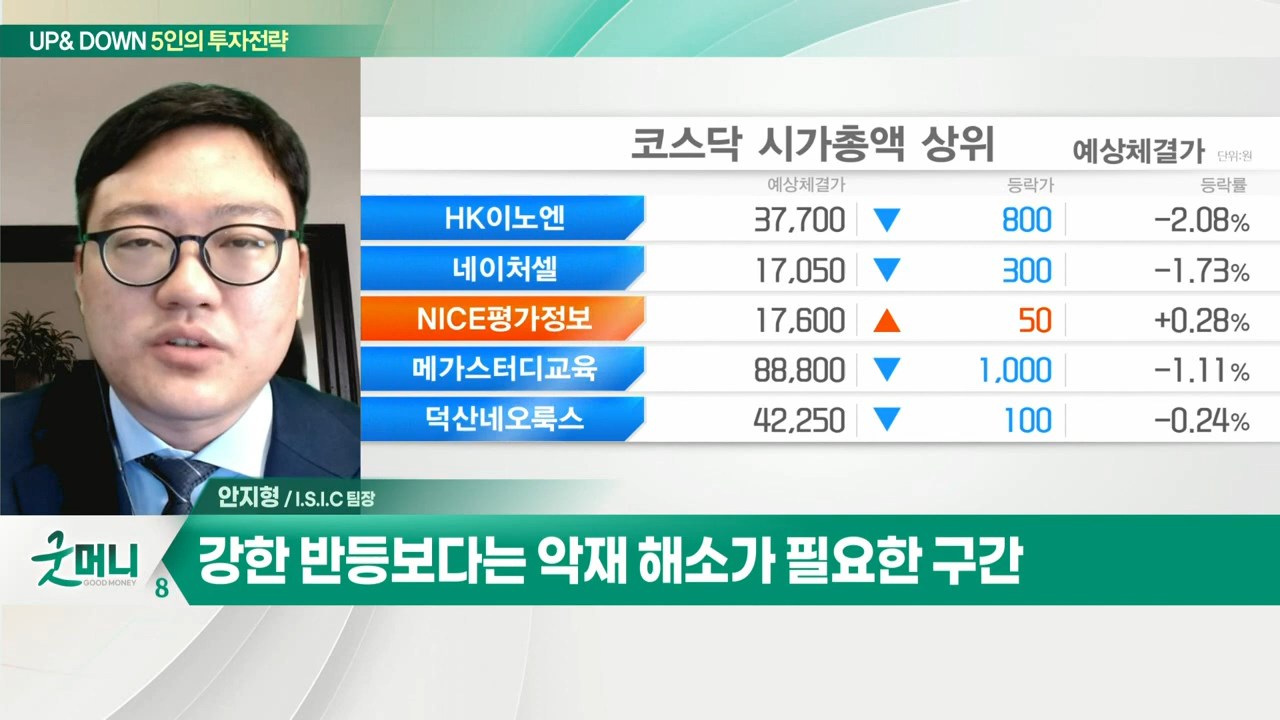 UP& DOWN 5인의 투자전략
코스닥 시가총액 상위 예상체결가 단위:원
예상체결가 등락가 등락률
HK이노엔 37,700 ▼ 800 -2.08%
네이처셀 17,050 ▼ 300 -1.73%
NICE평가정보 17,600 ▲ 50 +0.28%
메가스터디교육 88,800 ▼ 1,000 -1.11%
덕산네오룩스 42,250 ▼ 100 -0.24%
안지형 / I.S.I.C 팀장
굿머니 8
GOOD MONEY
강한 반등보다는 악재 해소가 필요한 구간